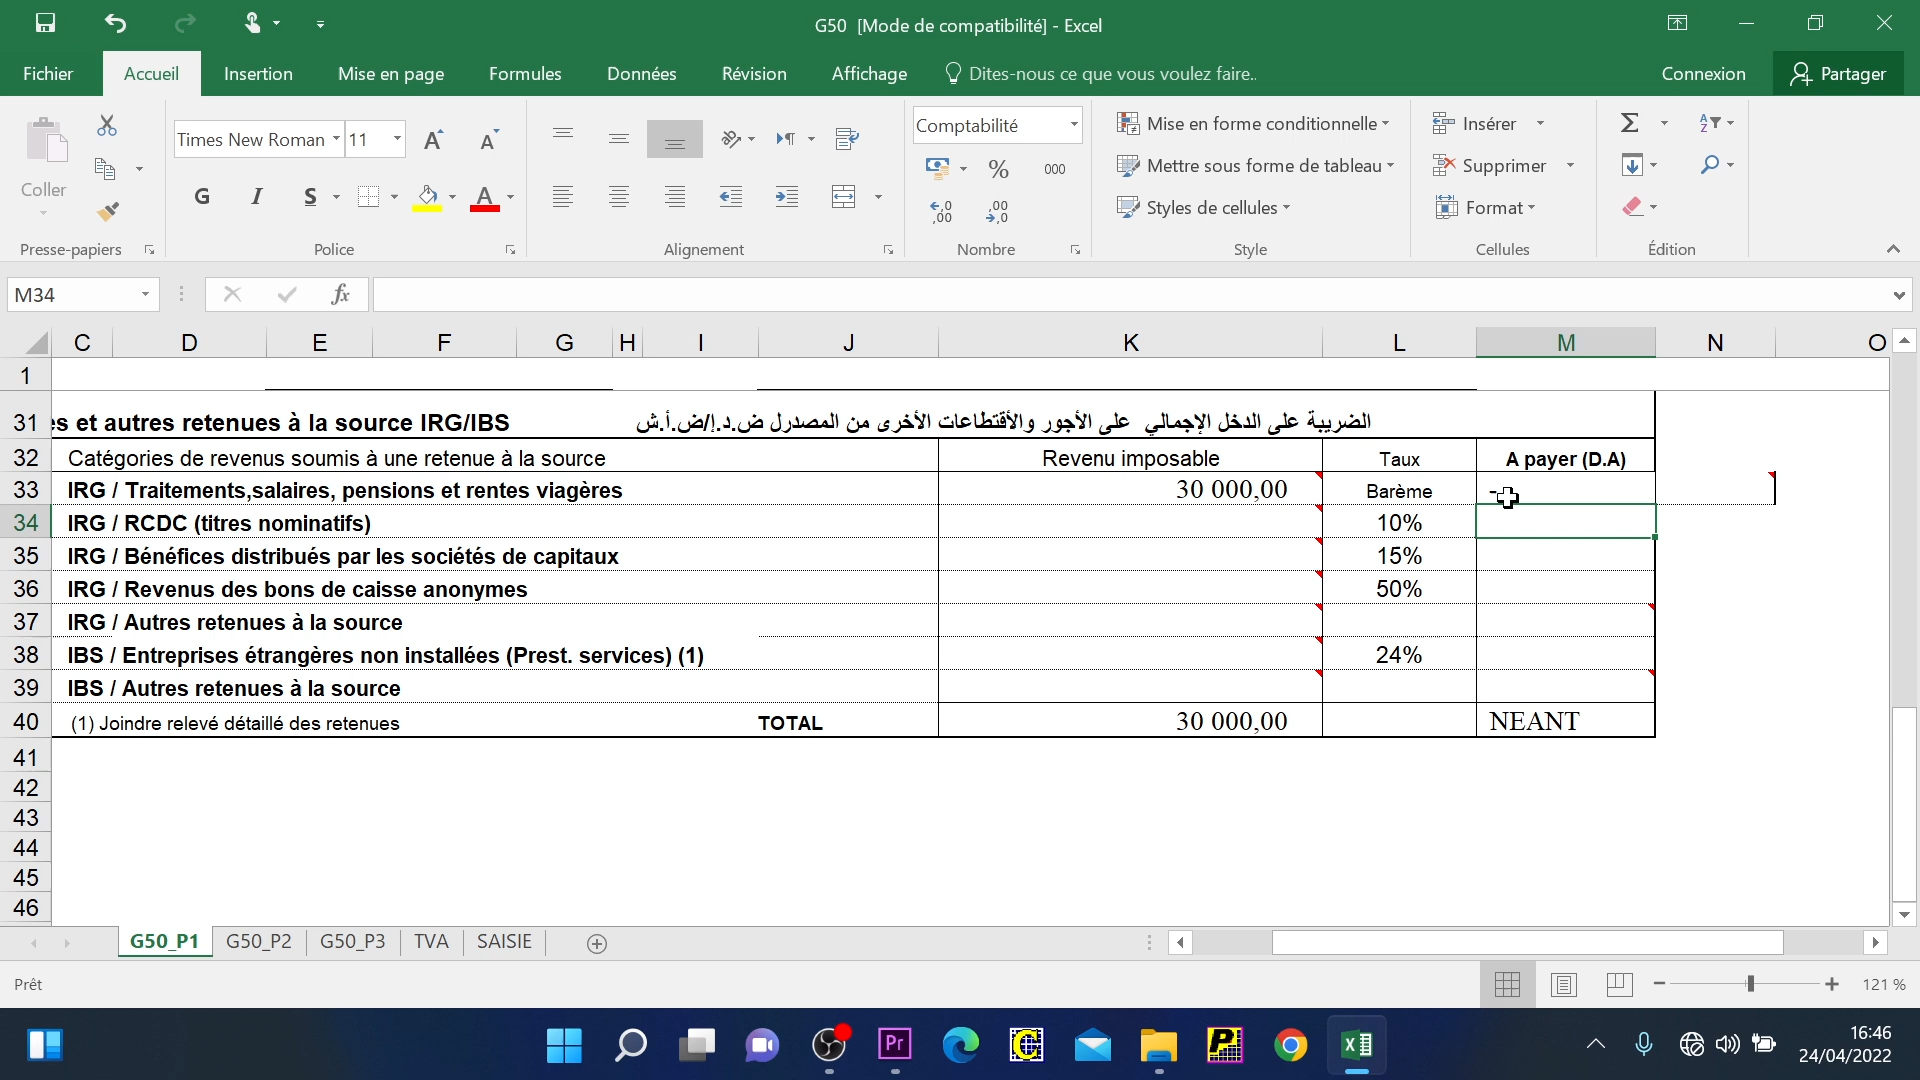 G50 [Mode de compatibilité] - Excel
Fichier Accueil Insertion Mise en page Formules Données Révision Affichage Dites-nous ce que vous voulez faire.. Connexion Partager
Coller
Presse-papiers
Times New Roman 11
G I S A
Police
Alignement
Comptabilité
% 000
Nombre
Mise en forme conditionnelle
Mettre sous forme de tableau
Styles de cellules
Style
Insérer
Supprimer
Format
Cellules
Édition
M34 fx
C D E F G H I J K L M N O
1
31 es et autres retenues à la source IRG/IBS الضريبة على الدخل الإجمالي على الأجور والأقتطاعات الأخرى من المصدرل ض.د.إ/ض.أ.ش
32 Catégories de revenus soumis à une retenue à la source Revenu imposable Taux A payer (D.A)
33 IRG / Traitements,salaires, pensions et rentes viagères 30 000,00 Barème -
34 IRG / RCDC (titres nominatifs) 10%
35 IRG / Bénéfices distribués par les sociétés de capitaux 15%
36 IRG / Revenus des bons de caisse anonymes 50%
37 IRG / Autres retenues à la source
38 IBS / Entreprises étrangères non installées (Prest. services) (1) 24%
39 IBS / Autres retenues à la source
40 (1) Joindre relevé détaillé des retenues TOTAL 30 000,00 NEANT
41
42
43
44
45
46
G50_P1 G50_P2 G50_P3 TVA SAISIE
Prêt 121 %
16:46
24/04/2022